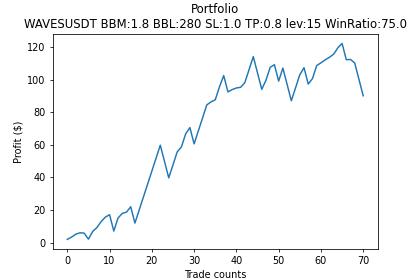 Portfolio
WAVESUSDT BBM:1.8 BBL:280 SL:1.0 TP:0.8 lev:15 WinRatio:75.0
120
100
80
60
40
20
0
Profit ($)
0 10 20 30 40 50 60 70
Trade counts